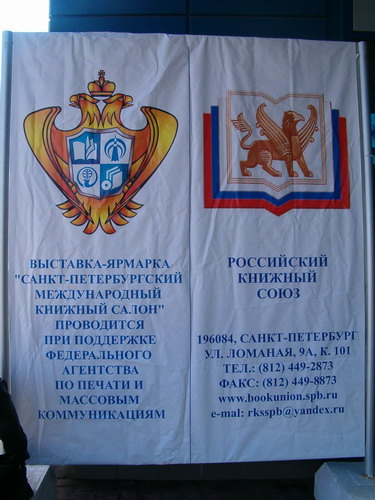 ВЫСТАВКА-ЯРМАРКА
"САНКТ-ПЕТЕРБУРГСКИЙ
МЕЖДУНАРОДНЫЙ
КНИЖНЫЙ САЛОН"
ПРОВОДИТСЯ
ПРИ ПОДДЕРЖКЕ
ФЕДЕРАЛЬНОГО
АГЕНТСТВА
ПО ПЕЧАТИ И
МАССОВЫМ
КОММУНИКАЦИЯМ
РОССИЙСКИЙ
КНИЖНЫЙ
СОЮЗ
196084, САНКТ-ПЕТЕРБУРГ
УЛ. ЛОМАНАЯ, 9А, К. 101
ТЕЛ.: (812) 449-2873
ФАКС: (812) 449-8873
www.bookunion.spb.ru
e-mal: rksspb@yandex.ru